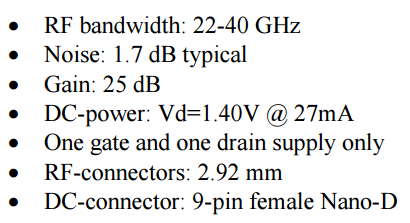 • RF bandwidth: 22-40 GHz
• Noise: 1.7 dB typical
• Gain: 25 dB
• DC-power: Vd=1.40V @ 27mA
• One gate and one drain supply only
• RF-connectors: 2.92 mm
• DC-connector: 9-pin female Nano-D